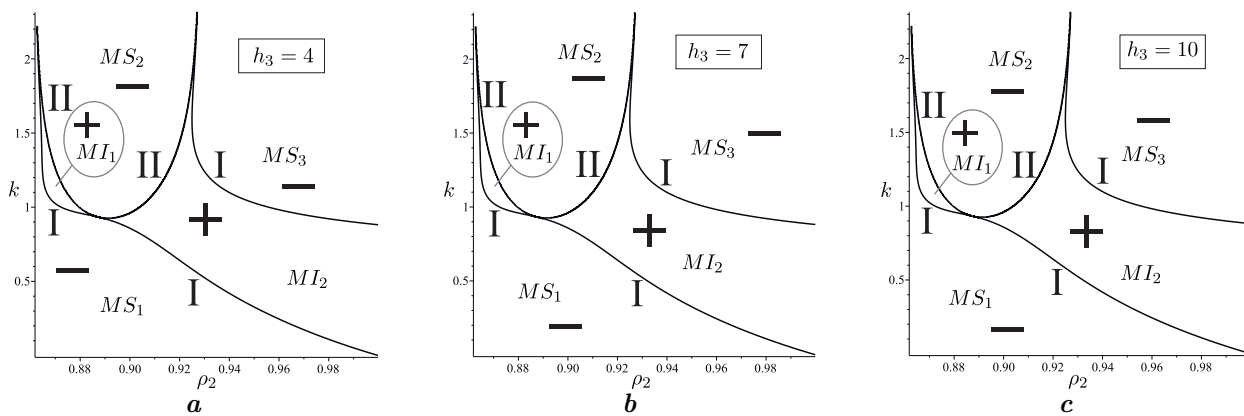 h₃ = 4
MS₂
2
II
+
−
1.5
MI₁
II
I
MS₃
−
k
1
I
+
−
0.5
MS₁
I
MI₂
0.88 0.90 0.92 0.94 0.96 0.98
ρ₂
a
h₃ = 7
MS₂
2
−
II
+
1.5
MI₁
II
I
−
MS₃
k
1
I
+
MI₂
0.5
MS₁
I
−
0.88 0.90 0.92 0.94 0.96 0.98
ρ₂
b
h₃ = 10
MS₂
2
−
II
+
1.5
MI₁
II
I
−
MS₃
k
1
I
+
MI₂
0.5
MS₁
I
−
0.88 0.90 0.92 0.94 0.96 0.98
ρ₂
c